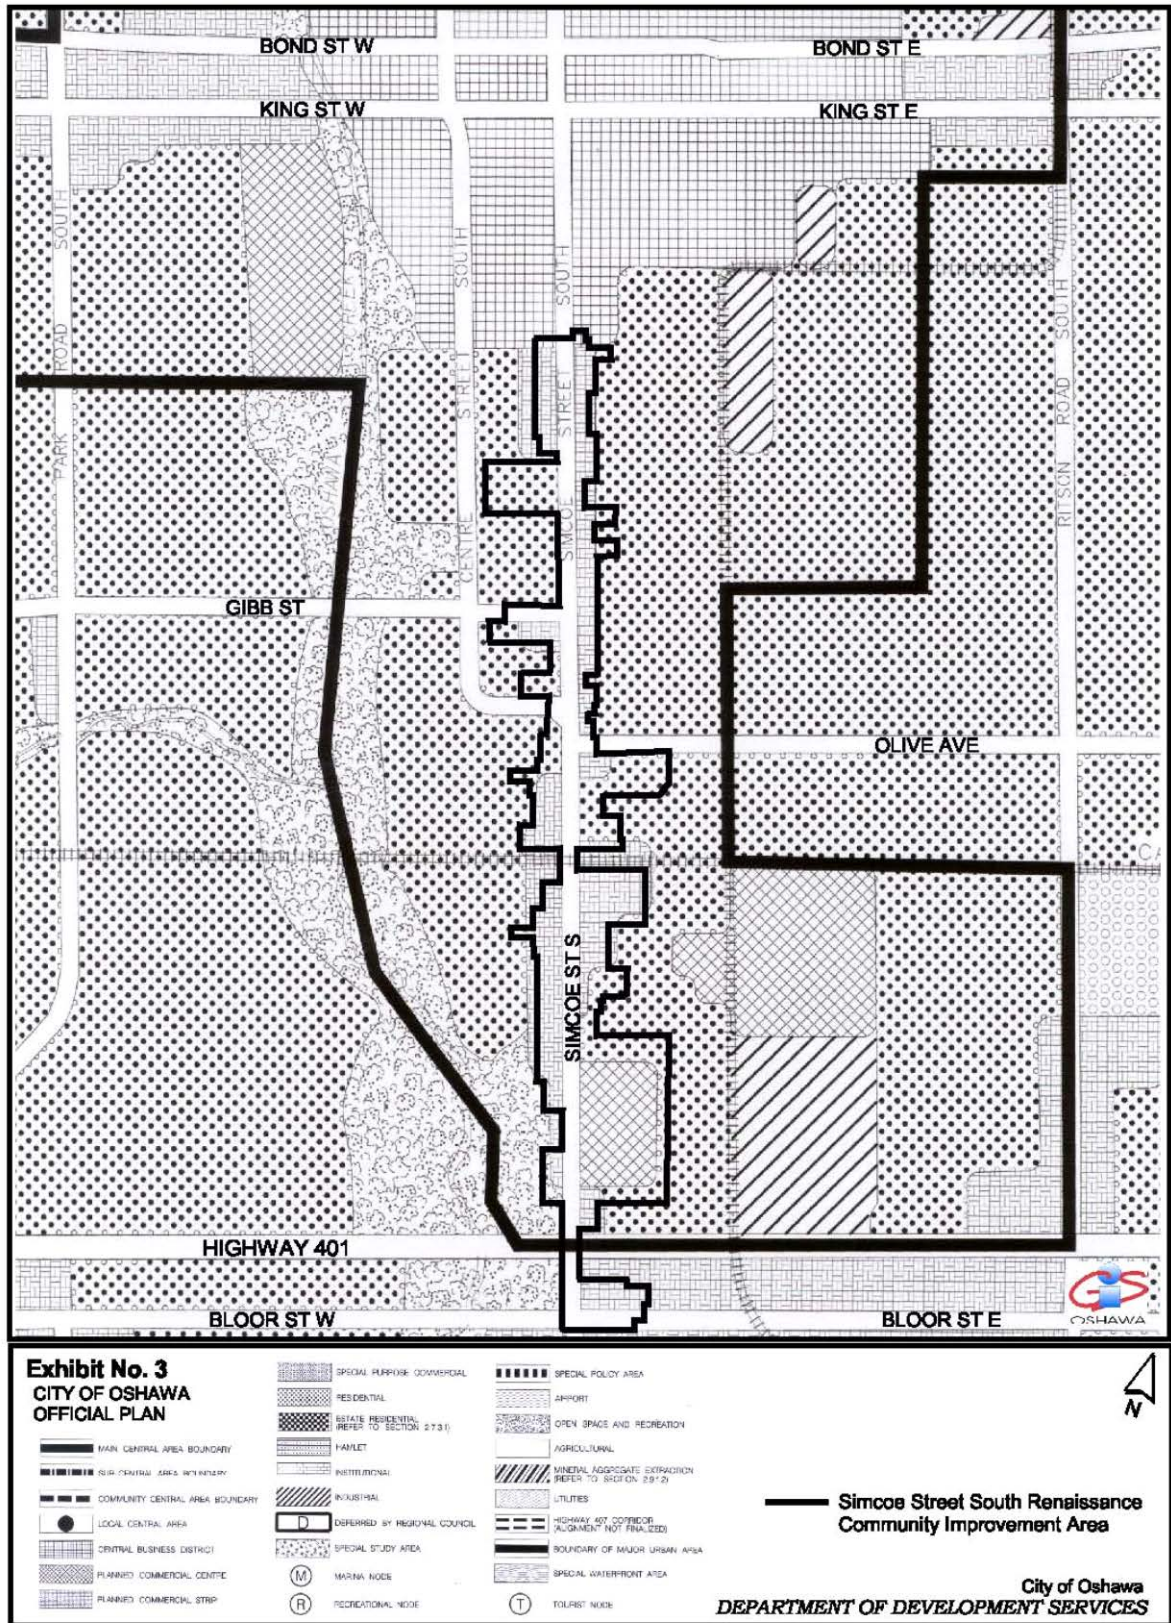 BOND ST W
BOND ST E
KING ST W
KING ST E
PARK ROAD SOUTH
CENTRE STREET SOUTH
SIMCOE STREET SOUTH
RITSON ROAD SOUTH
GIBB ST
OLIVE AVE
CA
SIMCOE ST S
HIGHWAY 401
BLOOR ST W
BLOOR ST E
GiS
OSHAWA
Exhibit No. 3
CITY OF OSHAWA
OFFICIAL PLAN
MAIN CENTRAL AREA BOUNDARY
SUB-CENTRAL AREA BOUNDARY
COMMUNITY CENTRAL AREA BOUNDARY
LOCAL CENTRAL AREA
CENTRAL BUSINESS DISTRICT
PLANNED COMMERCIAL CENTRE
PLANNED COMMERCIAL STRIP
SPECIAL PURPOSE COMMERCIAL
RESIDENTIAL
ESTATE RESIDENTIAL
(REFER TO SECTION 2.7.3.1)
HAMLET
INSTITUTIONAL
INDUSTRIAL
D DEFERRED BY REGIONAL COUNCIL
SPECIAL STUDY AREA
M MARINA NODE
R RECREATIONAL NODE
SPECIAL POLICY AREA
AIRPORT
OPEN SPACE AND RECREATION
AGRICULTURAL
MINERAL AGGREGATE EXTRACTION
(REFER TO SECTION 2.9.1.2)
UTILITIES
HIGHWAY 407 CORRIDOR
(ALIGNMENT NOT FINALIZED)
BOUNDARY OF MAJOR URBAN AREA
SPECIAL WATERFRONT AREA
T TOURIST NODE
N
Simcoe Street South Renaissance
Community Improvement Area
City of Oshawa
DEPARTMENT OF DEVELOPMENT SERVICES